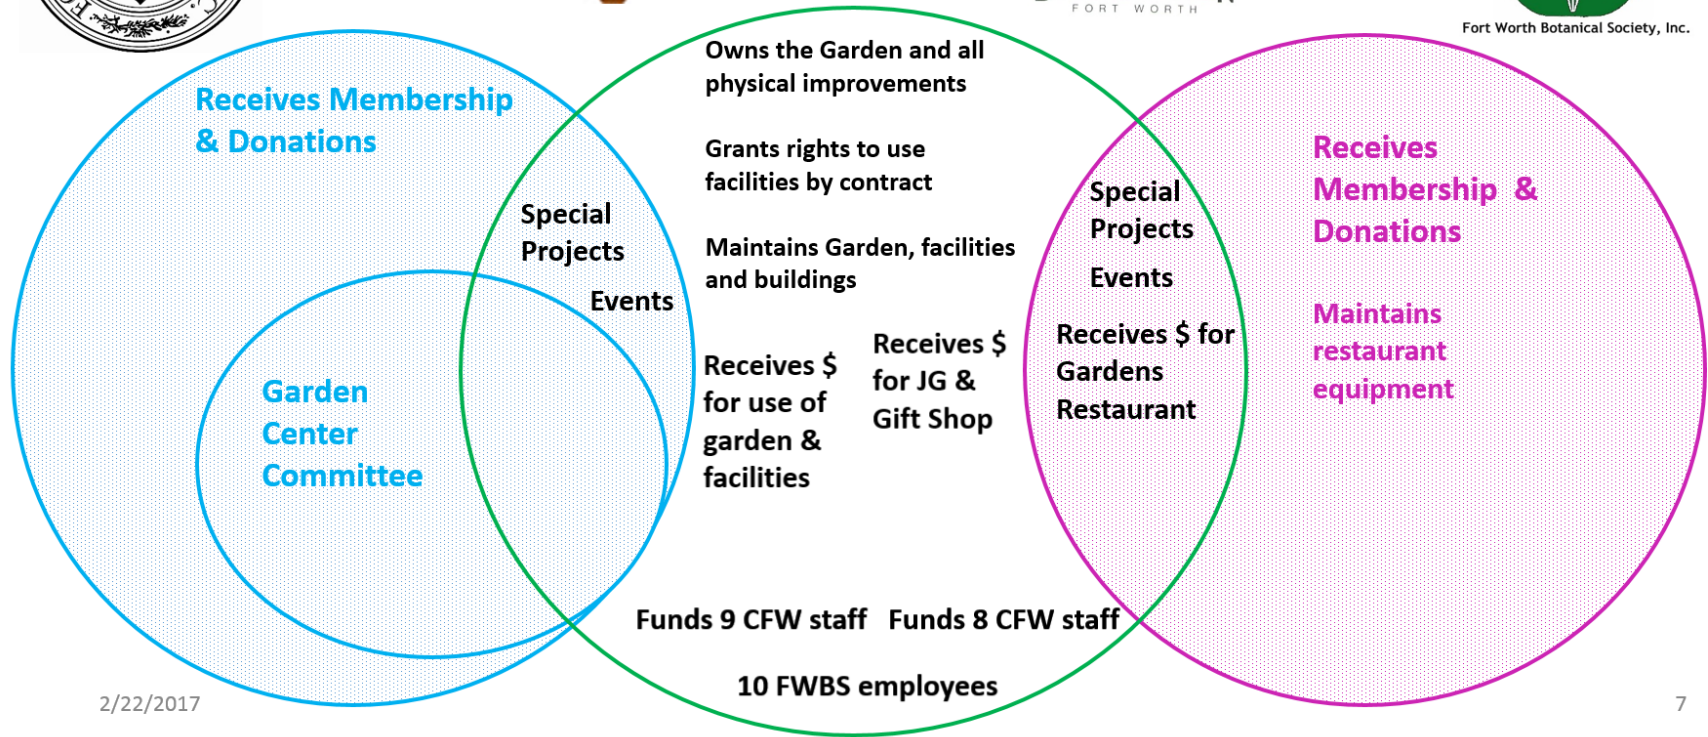 FORT WORTH
Fort Worth Botanical Society, Inc.
Receives Membership
& Donations
Special
Projects
Events
Garden
Center
Committee
Owns the Garden and all
physical improvements
Grants rights to use
facilities by contract
Maintains Garden, facilities
and buildings
Receives $
for use of
garden &
facilities
Receives $
for JG &
Gift Shop
Funds 9 CFW staff Funds 8 CFW staff
10 FWBS employees
Special
Projects
Events
Receives $ for
Gardens
Restaurant
Receives
Membership &
Donations
Maintains
restaurant
equipment
2/22/2017
7